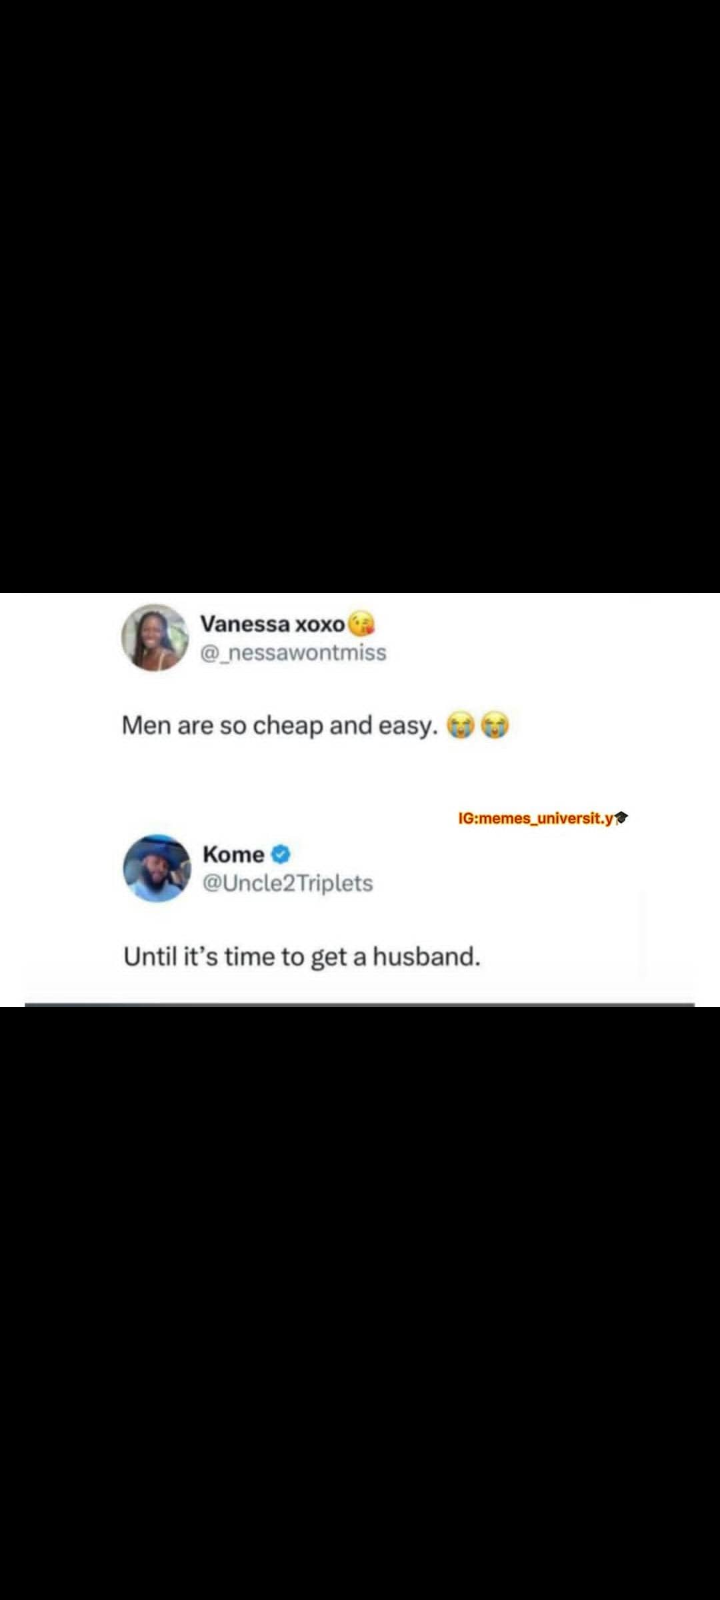 Vanessa xoxo😘
@_nessawontmiss
Men are so cheap and easy. 😭😭
IG:memes_universit.y🎓
Kome
@Uncle2Triplets
Until it’s time to get a husband.